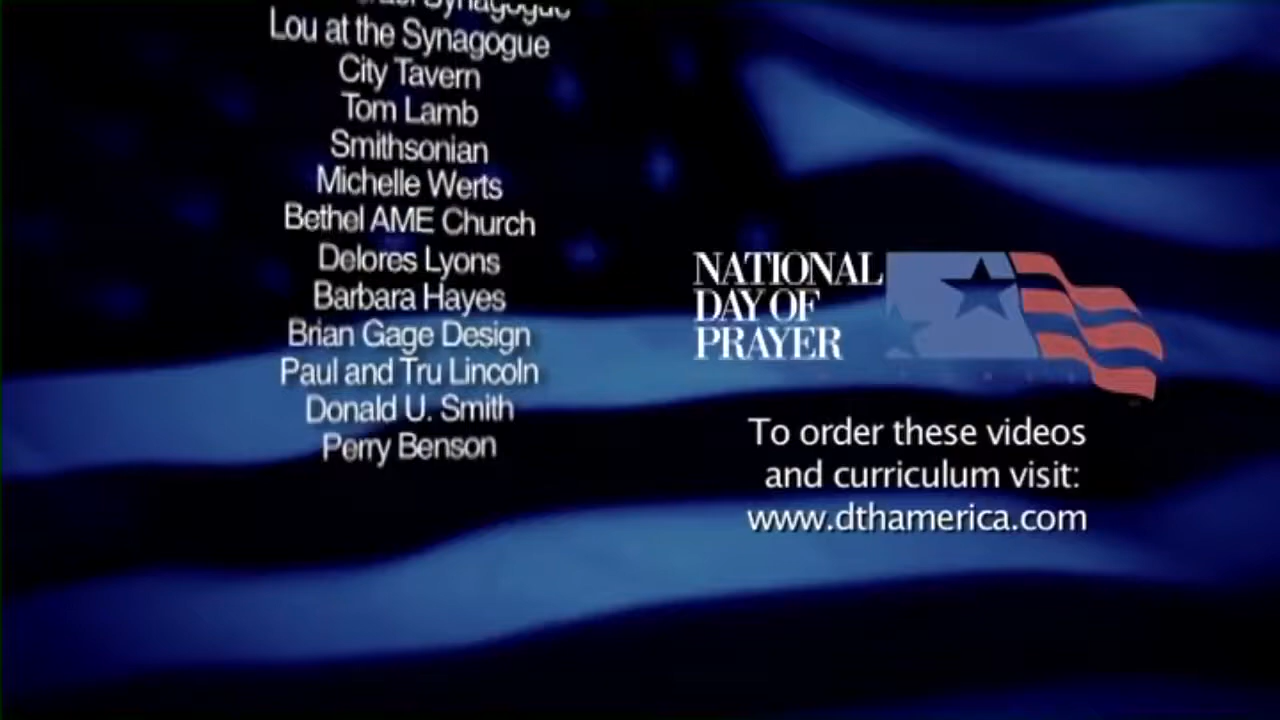 Synagogue
Lou at the Synagogue
City Tavern
Tom Lamb
Smithsonian
Michelle Werts
Bethel AME Church
Delores Lyons
Barbara Hayes
Brian Gage Design
Paul and Tru Lincoln
Donald U. Smith
Perry Benson
NATIONAL
DAY OF
PRAYER
To order these videos
and curriculum visit:
www.dthamerica.com